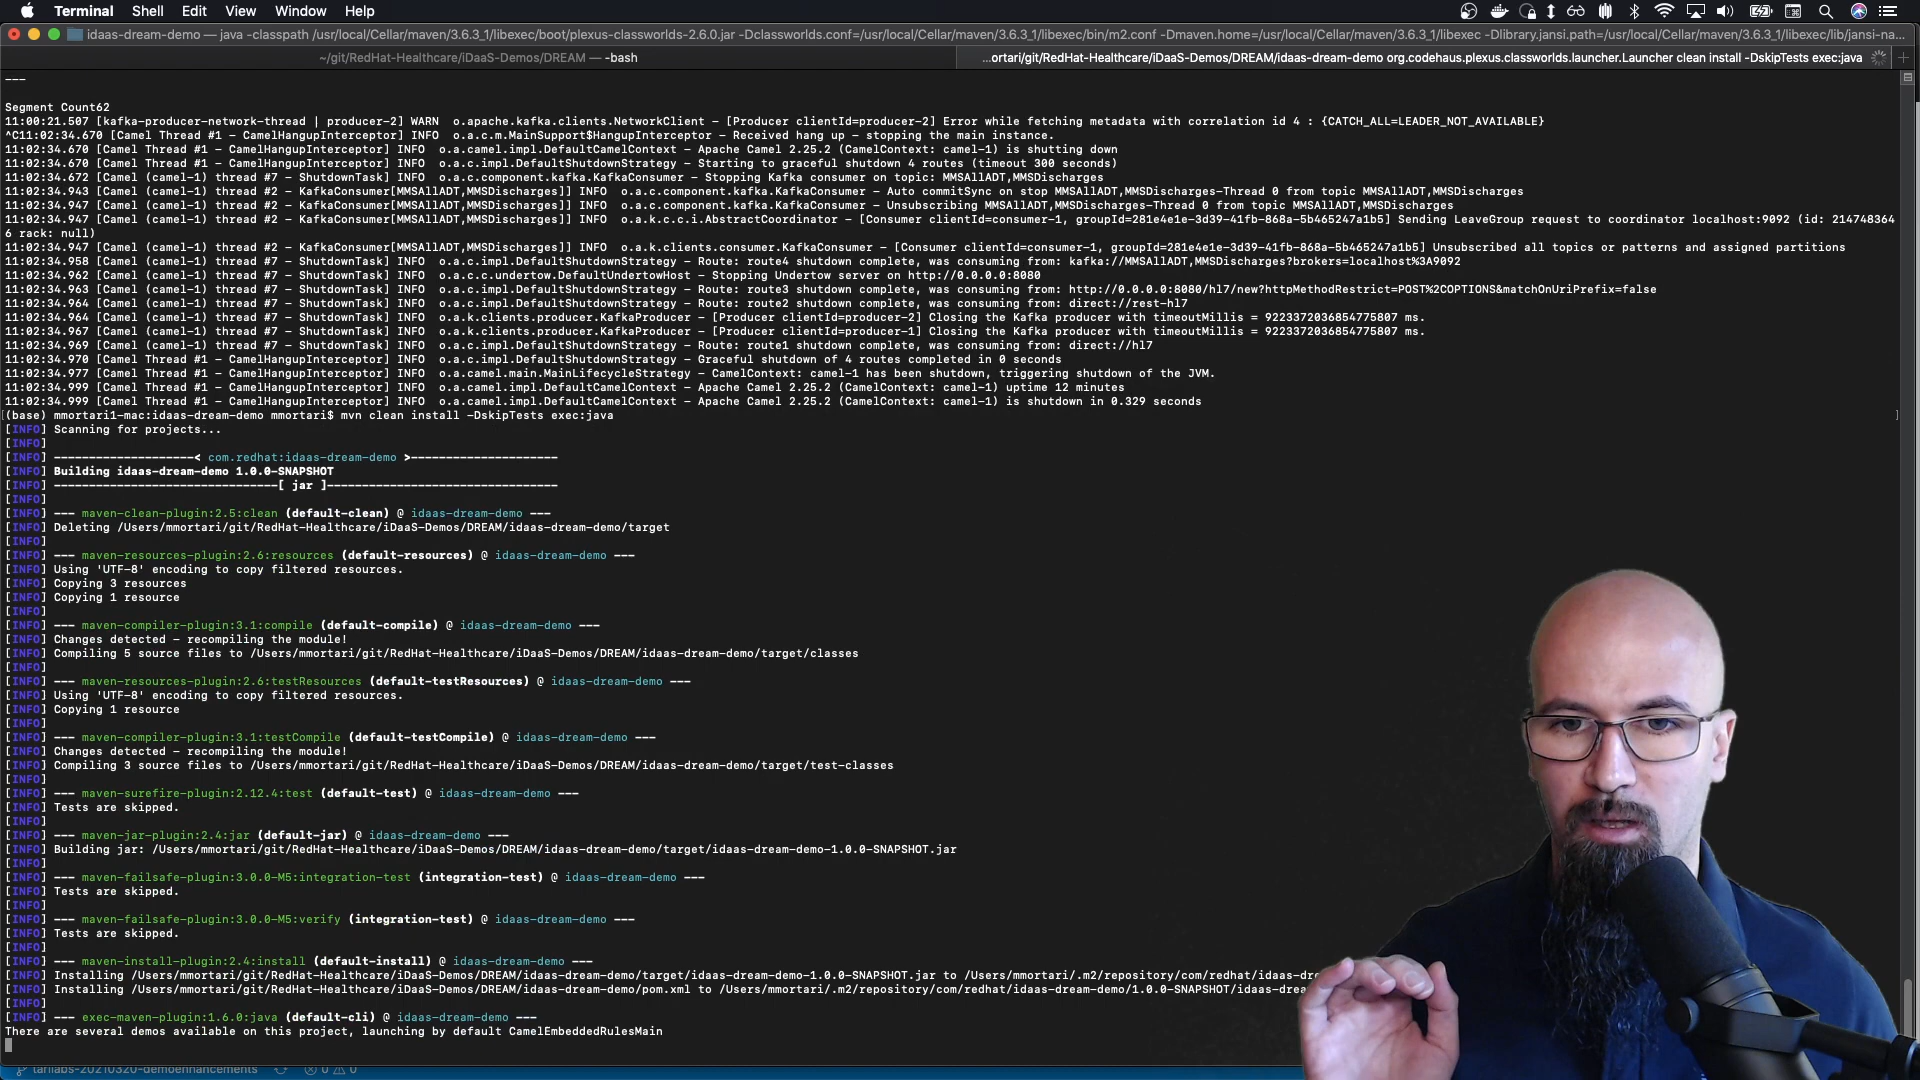 Terminal Shell Edit View Window Help
idaas-dream-demo — java -classpath /usr/local/Cellar/maven/3.6.3_1/libexec/boot/plexus-classworlds-2.6.0.jar -Dclassworlds.conf=/usr/local/Cellar/maven/3.6.3_1/libexec/bin/m2.conf -Dmaven.home=/usr/local/Cellar/maven/3.6.3_1/libexec -Dlibrary.jansi.path=/usr/local/Cellar/maven/3.6.3_1/libexec/lib/jansi-na...
~/git/RedHat-Healthcare/iDaaS-Demos/DREAM — -bash
...ortari/git/RedHat-Healthcare/iDaaS-Demos/DREAM/idaas-dream-demo org.codehaus.plexus.classworlds.launcher.Launcher clean install -DskipTests exec:java
---
Segment Count62
11:00:21.507 [kafka-producer-network-thread | producer-2] WARN  o.apache.kafka.clients.NetworkClient - [Producer clientId=producer-2] Error while fetching metadata with correlation id 4 : {CATCH_ALL=LEADER_NOT_AVAILABLE}
^C11:02:34.670 [Camel Thread #1 - CamelHangupInterceptor] INFO  o.a.c.m.MainSupport$HangupInterceptor - Received hang up - stopping the main instance.
11:02:34.670 [Camel Thread #1 - CamelHangupInterceptor] INFO  o.a.camel.impl.DefaultCamelContext - Apache Camel 2.25.2 (CamelContext: camel-1) is shutting down
11:02:34.670 [Camel Thread #1 - CamelHangupInterceptor] INFO  o.a.c.impl.DefaultShutdownStrategy - Starting to graceful shutdown 4 routes (timeout 300 seconds)
11:02:34.672 [Camel (camel-1) thread #7 - ShutdownTask] INFO  o.a.c.component.kafka.KafkaConsumer - Stopping Kafka consumer on topic: MMSAllADT,MMSDischarges
11:02:34.943 [Camel (camel-1) thread #2 - KafkaConsumer[MMSAllADT,MMSDischarges]] INFO  o.a.c.component.kafka.KafkaConsumer - Auto commitSync on stop MMSAllADT,MMSDischarges-Thread 0 from topic MMSAllADT,MMSDischarges
11:02:34.947 [Camel (camel-1) thread #2 - KafkaConsumer[MMSAllADT,MMSDischarges]] INFO  o.a.c.component.kafka.KafkaConsumer - Unsubscribing MMSAllADT,MMSDischarges-Thread 0 from topic MMSAllADT,MMSDischarges
11:02:34.947 [Camel (camel-1) thread #2 - KafkaConsumer[MMSAllADT,MMSDischarges]] INFO  o.a.k.c.c.i.AbstractCoordinator - [Consumer clientId=consumer-1, groupId=281e4e1e-3d39-41fb-868a-5b465247a1b5] Sending LeaveGroup request to coordinator localhost:9092 (id: 214748364
6 rack: null)
11:02:34.947 [Camel (camel-1) thread #2 - KafkaConsumer[MMSAllADT,MMSDischarges]] INFO  o.a.k.clients.consumer.KafkaConsumer - [Consumer clientId=consumer-1, groupId=281e4e1e-3d39-41fb-868a-5b465247a1b5] Unsubscribed all topics or patterns and assigned partitions
11:02:34.958 [Camel (camel-1) thread #7 - ShutdownTask] INFO  o.a.c.impl.DefaultShutdownStrategy - Route: route4 shutdown complete, was consuming from: kafka://MMSAllADT,MMSDischarges?brokers=localhost%3A9092
11:02:34.962 [Camel (camel-1) thread #7 - ShutdownTask] INFO  o.a.c.c.undertow.DefaultUndertowHost - Stopping Undertow server on http://0.0.0.0:8080
11:02:34.963 [Camel (camel-1) thread #7 - ShutdownTask] INFO  o.a.c.impl.DefaultShutdownStrategy - Route: route3 shutdown complete, was consuming from: http://0.0.0.0:8080/hl7/new?httpMethodRestrict=POST%2COPTIONS&matchOnUriPrefix=false
11:02:34.964 [Camel (camel-1) thread #7 - ShutdownTask] INFO  o.a.c.impl.DefaultShutdownStrategy - Route: route2 shutdown complete, was consuming from: direct://rest-hl7
11:02:34.964 [Camel (camel-1) thread #7 - ShutdownTask] INFO  o.a.k.clients.producer.KafkaProducer - [Producer clientId=producer-2] Closing the Kafka producer with timeoutMillis = 9223372036854775807 ms.
11:02:34.967 [Camel (camel-1) thread #7 - ShutdownTask] INFO  o.a.k.clients.producer.KafkaProducer - [Producer clientId=producer-1] Closing the Kafka producer with timeoutMillis = 9223372036854775807 ms.
11:02:34.969 [Camel (camel-1) thread #7 - ShutdownTask] INFO  o.a.c.impl.DefaultShutdownStrategy - Route: route1 shutdown complete, was consuming from: direct://hl7
11:02:34.970 [Camel Thread #1 - CamelHangupInterceptor] INFO  o.a.c.impl.DefaultShutdownStrategy - Graceful shutdown of 4 routes completed in 0 seconds
11:02:34.977 [Camel Thread #1 - CamelHangupInterceptor] INFO  o.a.camel.main.MainLifecycleStrategy - CamelContext: camel-1 has been shutdown, triggering shutdown of the JVM.
11:02:34.999 [Camel Thread #1 - CamelHangupInterceptor] INFO  o.a.camel.impl.DefaultCamelContext - Apache Camel 2.25.2 (CamelContext: camel-1) uptime 12 minutes
11:02:34.999 [Camel Thread #1 - CamelHangupInterceptor] INFO  o.a.camel.impl.DefaultCamelContext - Apache Camel 2.25.2 (CamelContext: camel-1) is shutdown in 0.329 seconds
[(base) mmortari1-mac:idaas-dream-demo mmortari$ mvn clean install -DskipTests exec:java ]
[INFO] Scanning for projects...
[INFO]
[INFO] --------------------< com.redhat:idaas-dream-demo >---------------------
[INFO] Building idaas-dream-demo 1.0.0-SNAPSHOT
[INFO] --------------------------------[ jar ]---------------------------------
[INFO]
[INFO] --- maven-clean-plugin:2.5:clean (default-clean) @ idaas-dream-demo ---
[INFO] Deleting /Users/mmortari/git/RedHat-Healthcare/iDaaS-Demos/DREAM/idaas-dream-demo/target
[INFO]
[INFO] --- maven-resources-plugin:2.6:resources (default-resources) @ idaas-dream-demo ---
[INFO] Using 'UTF-8' encoding to copy filtered resources.
[INFO] Copying 3 resources
[INFO] Copying 1 resource
[INFO]
[INFO] --- maven-compiler-plugin:3.1:compile (default-compile) @ idaas-dream-demo ---
[INFO] Changes detected - recompiling the module!
[INFO] Compiling 5 source files to /Users/mmortari/git/RedHat-Healthcare/iDaaS-Demos/DREAM/idaas-dream-demo/target/classes
[INFO]
[INFO] --- maven-resources-plugin:2.6:testResources (default-testResources) @ idaas-dream-demo ---
[INFO] Using 'UTF-8' encoding to copy filtered resources.
[INFO] Copying 1 resource
[INFO]
[INFO] --- maven-compiler-plugin:3.1:testCompile (default-testCompile) @ idaas-dream-demo ---
[INFO] Changes detected - recompiling the module!
[INFO] Compiling 3 source files to /Users/mmortari/git/RedHat-Healthcare/iDaaS-Demos/DREAM/idaas-dream-demo/target/test-classes
[INFO]
[INFO] --- maven-surefire-plugin:2.12.4:test (default-test) @ idaas-dream-demo ---
[INFO] Tests are skipped.
[INFO]
[INFO] --- maven-jar-plugin:2.4:jar (default-jar) @ idaas-dream-demo ---
[INFO] Building jar: /Users/mmortari/git/RedHat-Healthcare/iDaaS-Demos/DREAM/idaas-dream-demo/target/idaas-dream-demo-1.0.0-SNAPSHOT.jar
[INFO]
[INFO] --- maven-failsafe-plugin:3.0.0-M5:integration-test (integration-test) @ idaas-dream-demo ---
[INFO] Tests are skipped.
[INFO]
[INFO] --- maven-failsafe-plugin:3.0.0-M5:verify (integration-test) @ idaas-dream-demo ---
[INFO] Tests are skipped.
[INFO]
[INFO] --- maven-install-plugin:2.4:install (default-install) @ idaas-dream-demo ---
[INFO] Installing /Users/mmortari/git/RedHat-Healthcare/iDaaS-Demos/DREAM/idaas-dream-demo/target/idaas-dream-demo-1.0.0-SNAPSHOT.jar to /Users/mmortari/.m2/repository/com/redhat/idaas-dr
[INFO] Installing /Users/mmortari/git/RedHat-Healthcare/iDaaS-Demos/DREAM/idaas-dream-demo/pom.xml to /Users/mmortari/.m2/repository/com/redhat/idaas-dream-demo/1.0.0-SNAPSHOT/idaas-drea
[INFO]
[INFO] --- exec-maven-plugin:1.6.0:java (default-cli) @ idaas-dream-demo ---
There are several demos available on this project, launching by default CamelEmbeddedRulesMain
tarilabs-20210320-demoenhancements 0 0